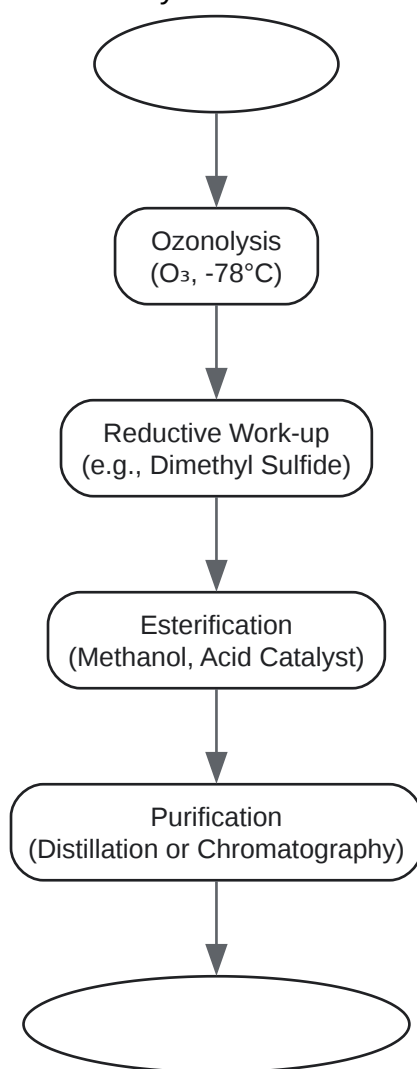 Ozonolysis
(O₃, -78°C)
Reductive Work-up
(e.g., Dimethyl Sulfide)
Esterification
(Methanol, Acid Catalyst)
Purification
(Distillation or Chromatography)